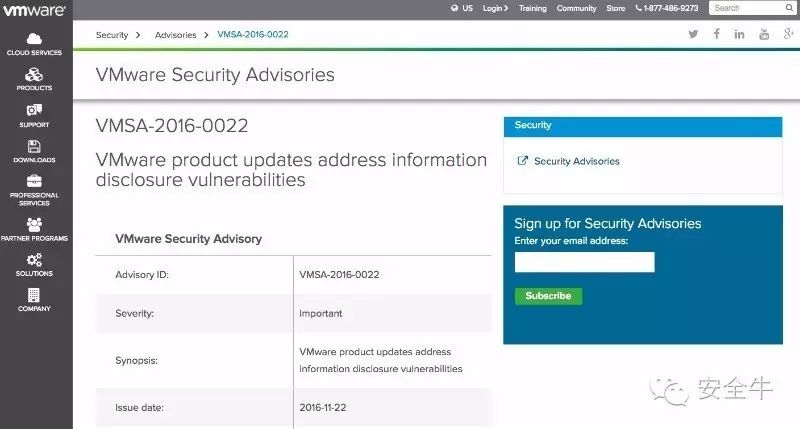 vmware
US Login > Training Community Store 1-877-486-9273 Search
Security > Advisories > VMSA-2016-0022
VMware Security Advisories
CLOUD SERVICES
PRODUCTS
SUPPORT
DOWNLOADS
PROFESSIONAL
SERVICES
PARTNER PROGRAMS
SOLUTIONS
COMPANY
VMSA-2016-0022
VMware product updates address information
disclosure vulnerabilities
VMware Security Advisory
Advisory ID: VMSA-2016-0022
Severity: Important
Synopsis: VMware product updates address
information disclosure vulnerabilities
Issue date: 2016-11-22
Security
Security Advisories
Sign up for Security Advisories
Enter your email address:
Subscribe
安全牛